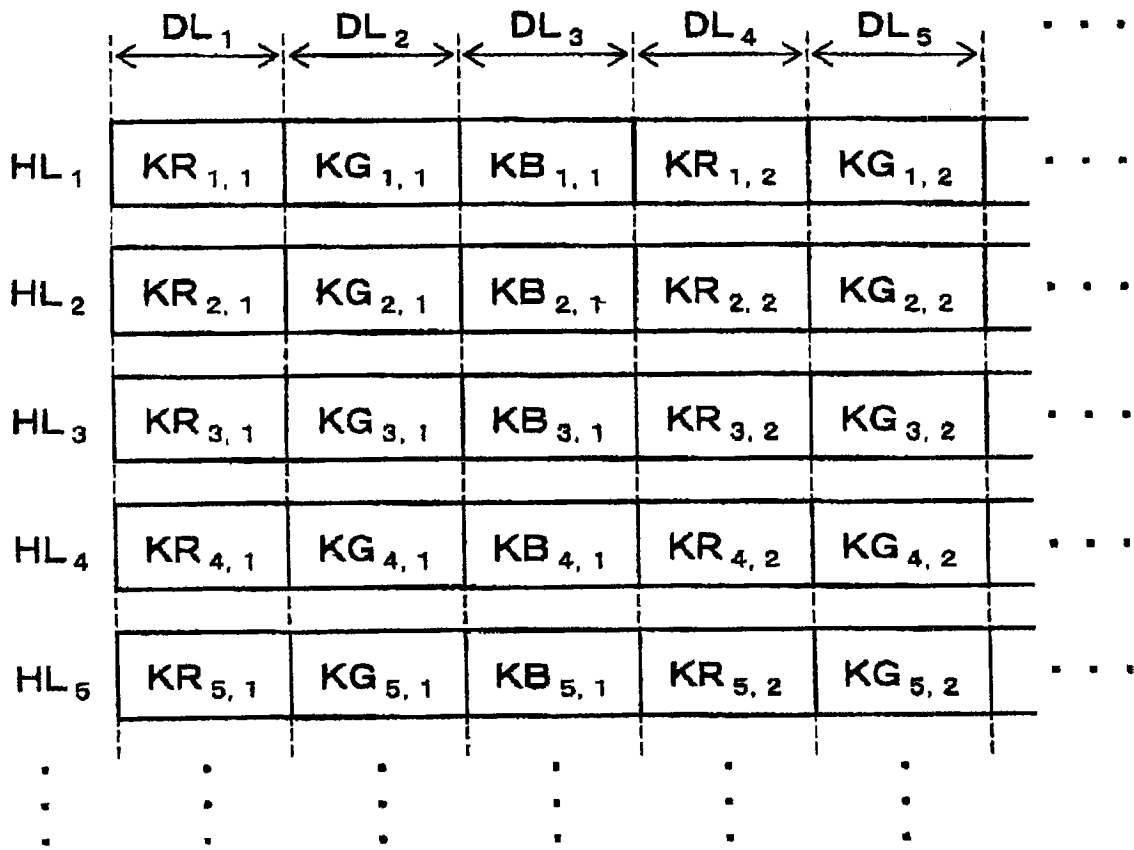 DL₁ DL₂ DL₃ DL₄ DL₅ . . .
HL₁ KR₁,₁ KG₁,₁ KB₁,₁ KR₁,₂ KG₁,₂ . . .
HL₂ KR₂,₁ KG₂,₁ KB₂,₁ KR₂,₂ KG₂,₂ . . .
HL₃ KR₃,₁ KG₃,₁ KB₃,₁ KR₃,₂ KG₃,₂ . . .
HL₄ KR₄,₁ KG₄,₁ KB₄,₁ KR₄,₂ KG₄,₂ . . .
HL₅ KR₅,₁ KG₅,₁ KB₅,₁ KR₅,₂ KG₅,₂ . . .